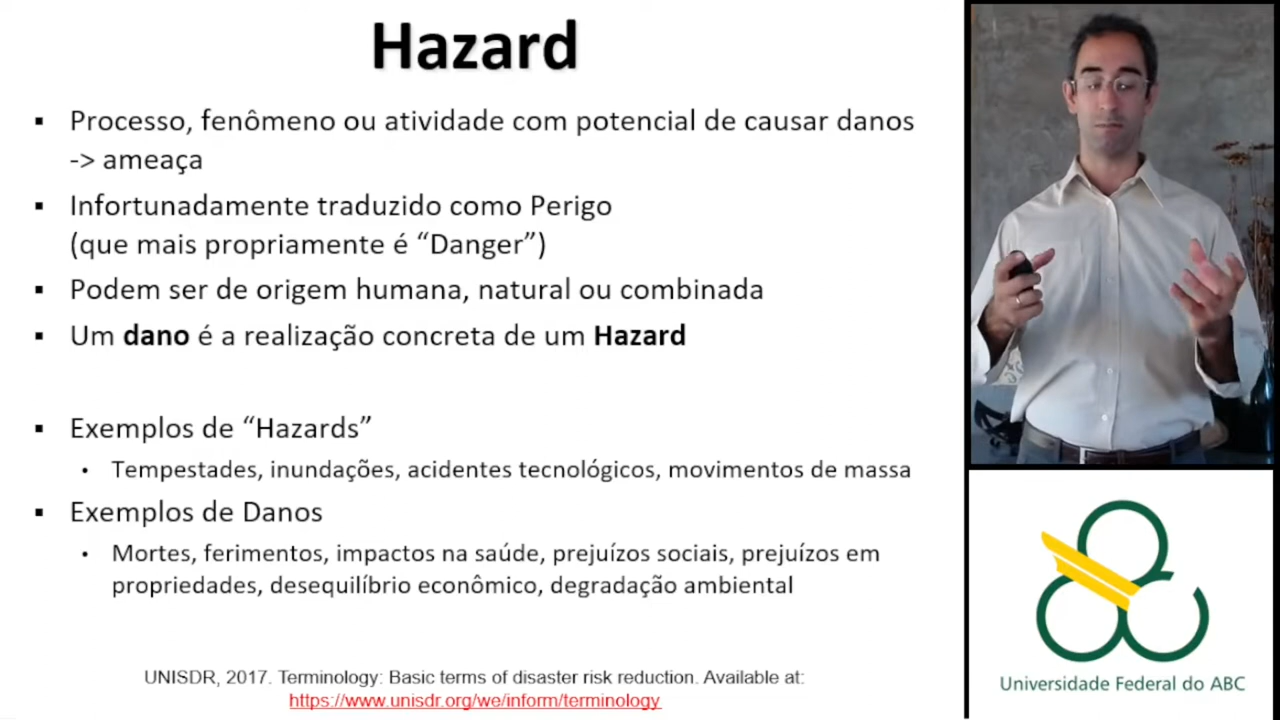 Hazard
▪ Processo, fenômeno ou atividade com potencial de causar danos
-> ameaça
▪ Infortunadamente traduzido como Perigo
(que mais propriamente é “Danger”)
▪ Podem ser de origem humana, natural ou combinada
▪ Um dano é a realização concreta de um Hazard
▪ Exemplos de “Hazards”
• Tempestades, inundações, acidentes tecnológicos, movimentos de massa
▪ Exemplos de Danos
• Mortes, ferimentos, impactos na saúde, prejuízos sociais, prejuízos em
propriedades, desequilíbrio econômico, degradação ambiental
UNISDR, 2017. Terminology: Basic terms of disaster risk reduction. Available at:
https://www.unisdr.org/we/inform/terminology
Universidade Federal do ABC